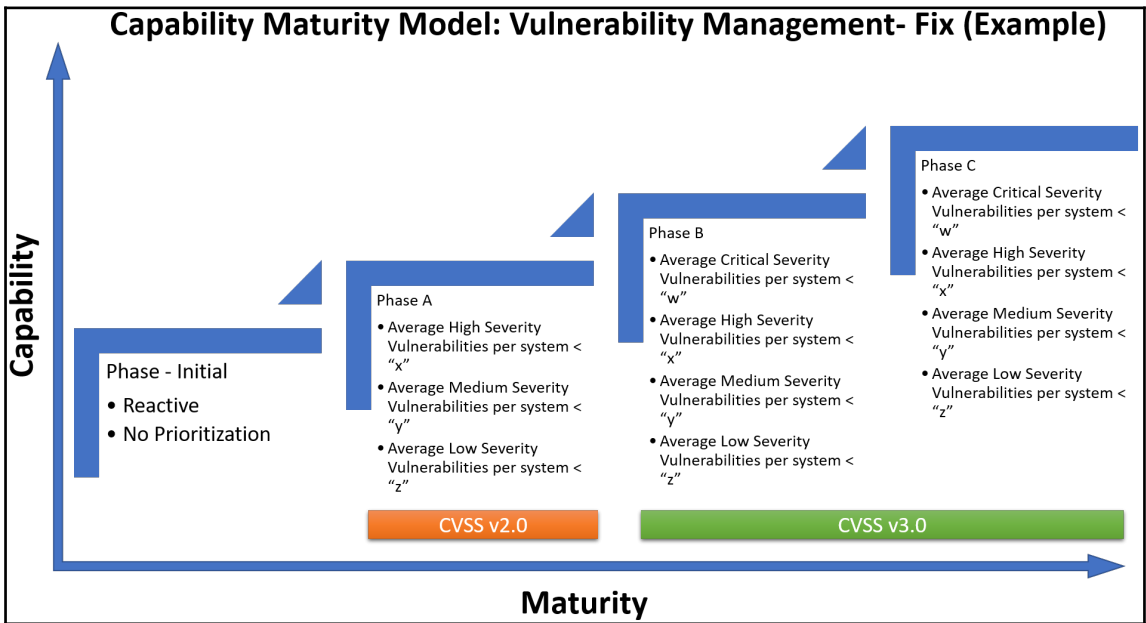 Capability Maturity Model: Vulnerability Management- Fix (Example)
Capability
Phase - Initial
• Reactive
• No Prioritization
Phase A
• Average High Severity
Vulnerabilities per system <
“x”
• Average Medium Severity
Vulnerabilities per system <
“y”
• Average Low Severity
Vulnerabilities per system <
“z”
Phase B
• Average Critical Severity
Vulnerabilities per system <
“w”
• Average High Severity
Vulnerabilities per system <
“x”
• Average Medium Severity
Vulnerabilities per system <
“y”
• Average Low Severity
Vulnerabilities per system <
“z”
Phase C
• Average Critical Severity
Vulnerabilities per system <
“w”
• Average High Severity
Vulnerabilities per system <
“x”
• Average Medium Severity
Vulnerabilities per system <
“y”
• Average Low Severity
Vulnerabilities per system <
“z”
CVSS v2.0
CVSS v3.0
Maturity